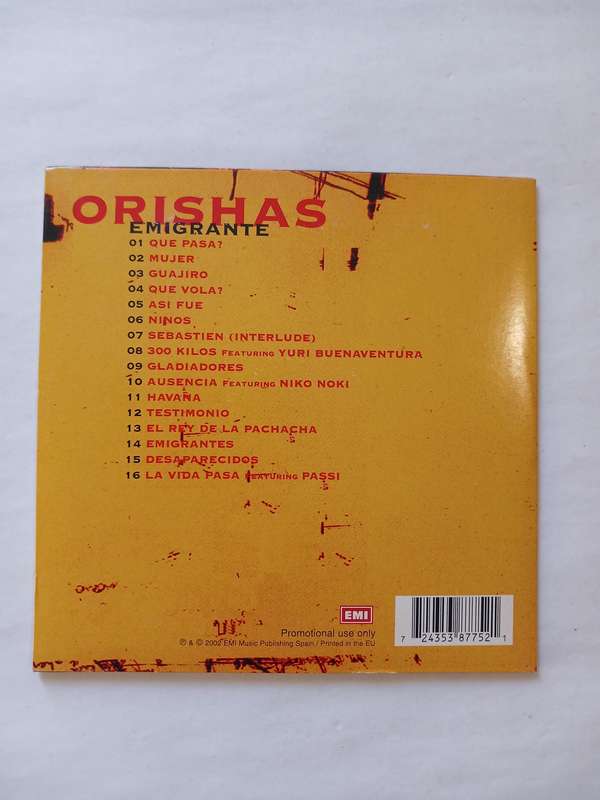 ORISHAS
EMIGRANTE
01 QUE PASA?
02 MUJER
03 GUAJIRO
04 QUE VOLA?
05 ASI FUE
06 NINOS
07 SEBASTIEN (INTERLUDE)
08 300 KILOS FEATURING YURI BUENAVENTURA
09 GLADIADORES
10 AUSENCIA FEATURING NIKO NOKI
11 HAVANA
12 TESTIMONIO
13 EL REY DE LA PACHACHA
14 EMIGRANTES
15 DESAPARECIDOS
16 LA VIDA PASA FEATURING PASSI
EMI
Promotional use only
℗ & © 2002 EMI Music Publishing Spain / Printed in the EU
7 24353 87752 1